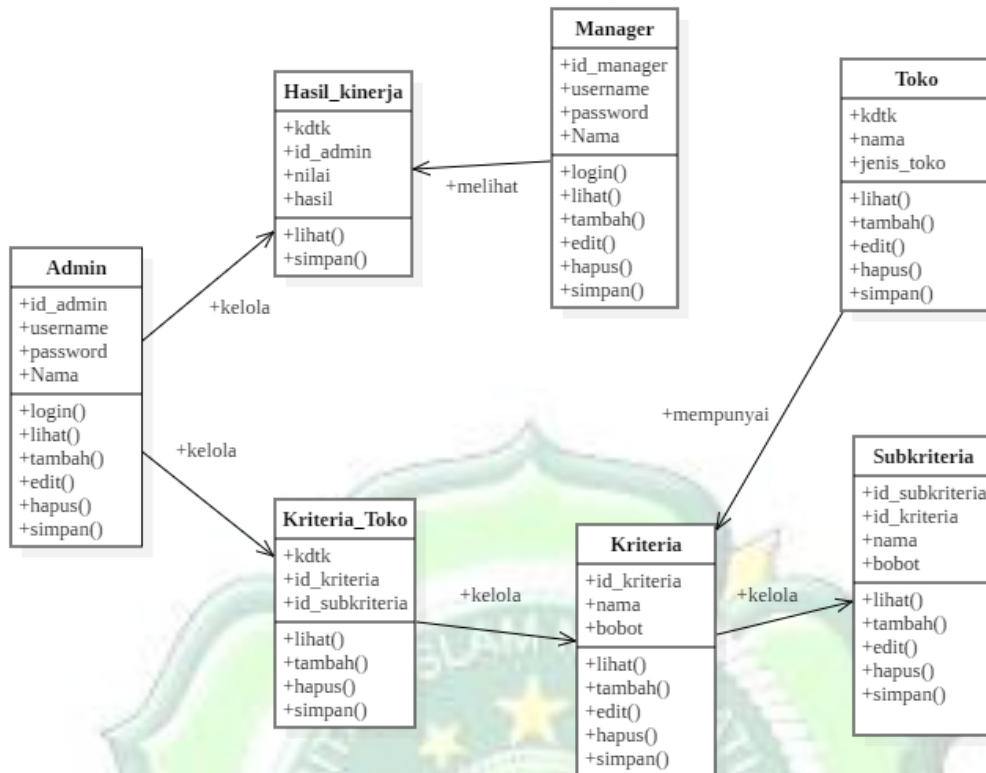 Manager
+id_manager
+username
+password
+Nama
+login()
+lihat()
+tambah()
+edit()
+hapus()
+simpan()
Hasil_kinerja
+kdtk
+id_admin
+nilai
+hasil
+lihat()
+simpan()
Toko
+kdtk
+nama
+jenis_toko
+lihat()
+tambah()
+edit()
+hapus()
+simpan()
+melihat
Admin
+id_admin
+username
+password
+Nama
+login()
+lihat()
+tambah()
+edit()
+hapus()
+simpan()
+kelola
+kelola
+mempunyai
Kriteria_Toko
+kdtk
+id_kriteria
+id_subkriteria
+lihat()
+tambah()
+hapus()
+simpan()
+kelola
Kriteria
+id_kriteria
+nama
+bobot
+lihat()
+tambah()
+edit()
+hapus()
+simpan()
+kelola
Subkriteria
+id_subkriteria
+id_kriteria
+nama
+bobot
+lihat()
+tambah()
+edit()
+hapus()
+simpan()